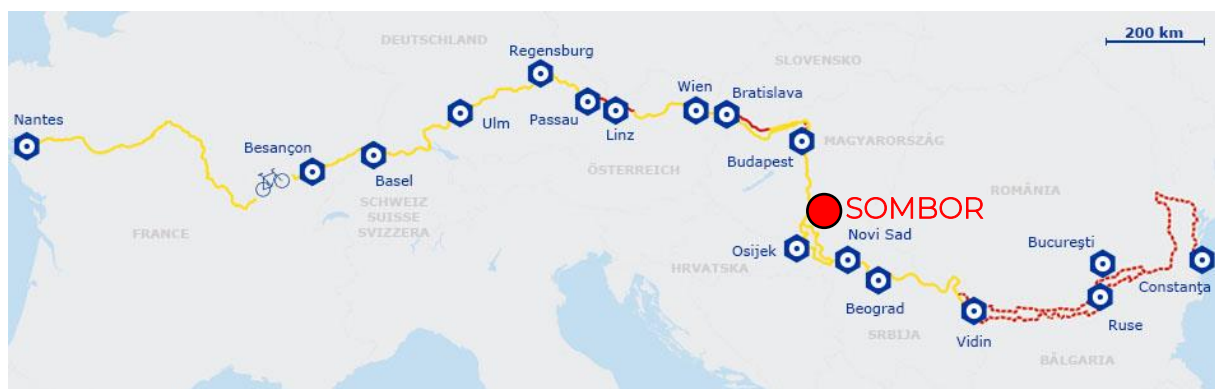 200 km
DEUTSCHLAND
Regensburg
SLOVENSKO
Wien
Bratislava
Nantes
Ulm
Passau
Linz
Besançon
Basel
Budapest
MAGYARORSZÁG
ÖSTERREICH
SCHWEIZ
SUISSE
SVIZZERA
ROMÂNIA
SOMBOR
FRANCE
Novi Sad
Osijek
București
HRVATSKA
Constanța
Beograd
Ruse
SRBIJA
Vidin
BÂLGARIA